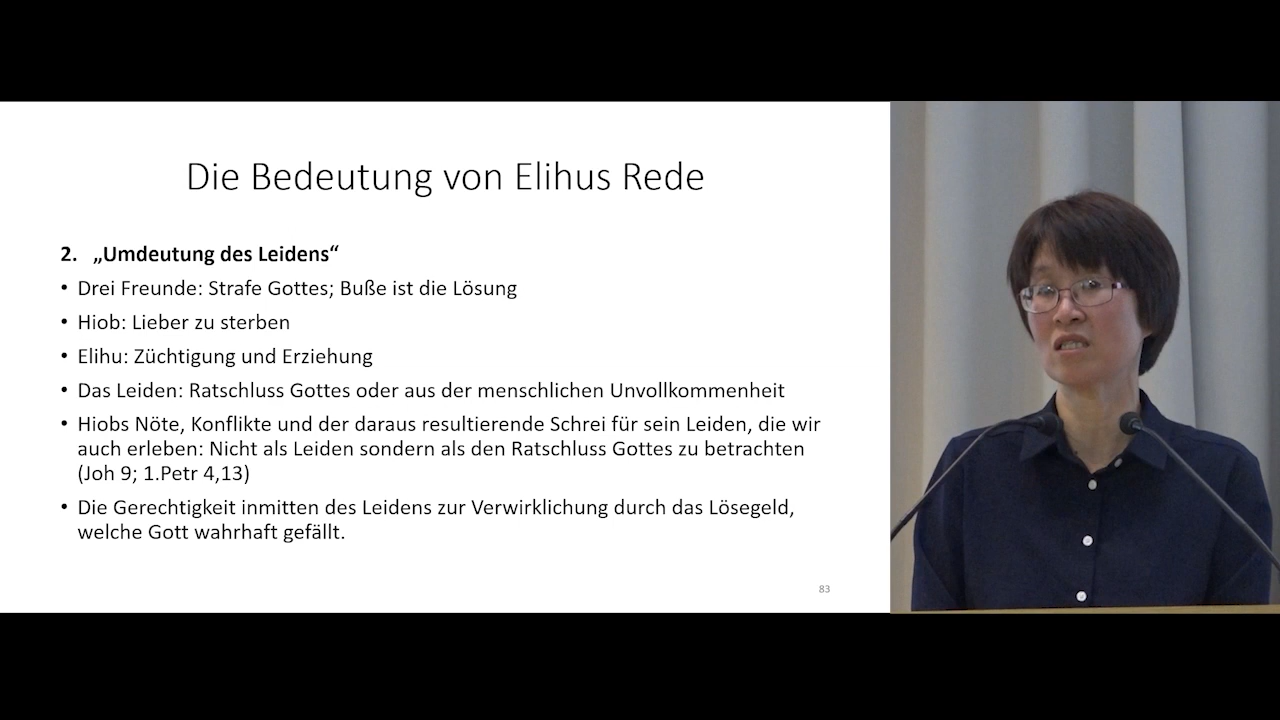 Die Bedeutung von Elihus Rede
2. „Umdeutung des Leidens“
• Drei Freunde: Strafe Gottes; Buße ist die Lösung
• Hiob: Lieber zu sterben
• Elihu: Züchtigung und Erziehung
• Das Leiden: Ratschluss Gottes oder aus der menschlichen Unvollkommenheit
• Hiobs Nöte, Konflikte und der daraus resultierende Schrei für sein Leiden, die wir
auch erleben: Nicht als Leiden sondern als den Ratschluss Gottes zu betrachten
(Joh 9; 1.Petr 4,13)
• Die Gerechtigkeit inmitten des Leidens zur Verwirklichung durch das Lösegeld,
welche Gott wahrhaft gefällt.
83